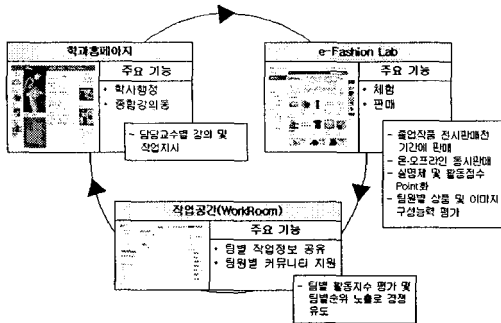 학과홈페이지
주요 기능
• 학사행정
• 종합강의동
- 담당교수별 강의 및
작업지시
e-Fashion Lab
주요 기능
• 체험
• 판매
- 졸업작품 전시판매전
기간에 판매
- 온·오프라인 동시판매
- 실명제 및 활동점수
Point화
- 팀원별 상품 및 이미지
구성능력 평가
작업공간(WorkRoom)
주요 기능
• 팀별 작업정보 공유
• 팀원별 커뮤니티 지원
- 팀별 활동지수 평가 및
팀별순위 노출로 경쟁
유도